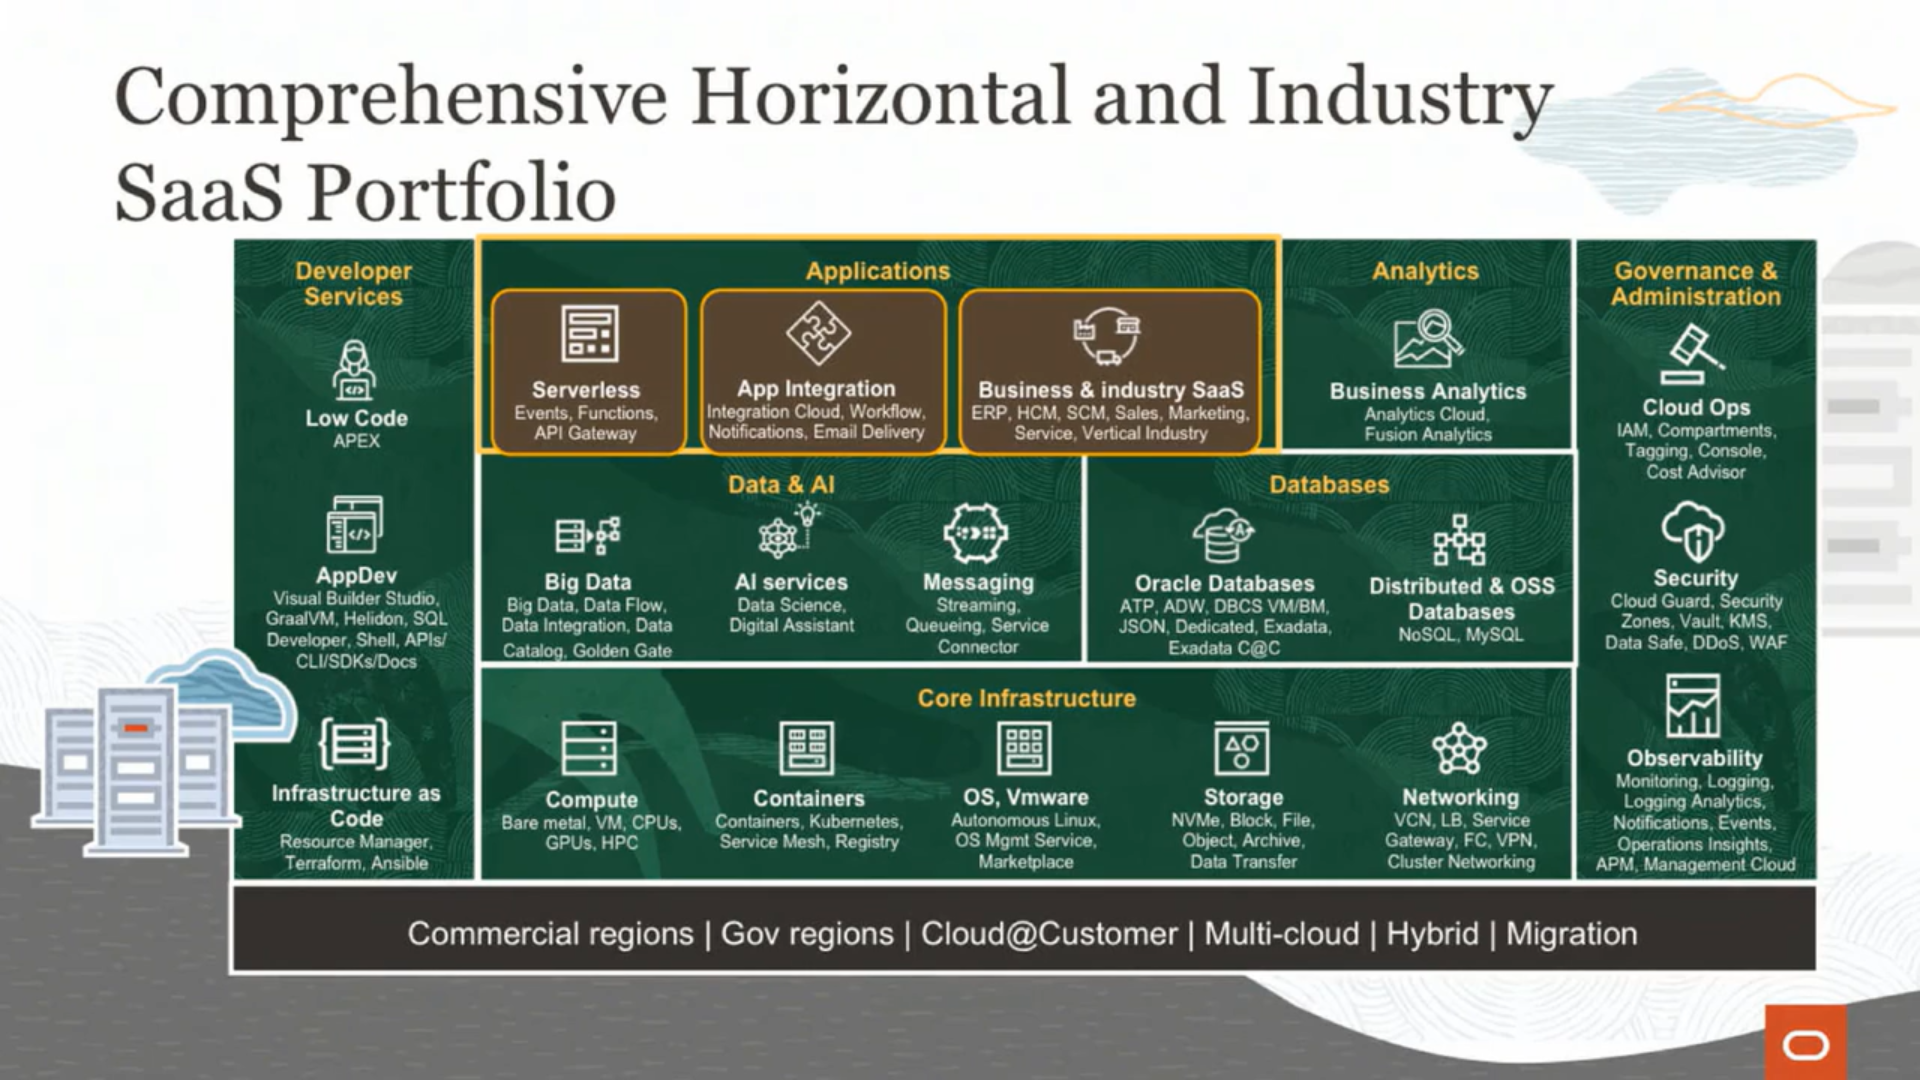 Comprehensive Horizontal and Industry
SaaS Portfolio
Developer
Services
Low Code
APEX
AppDev
Visual Builder Studio,
GraalVM, Helidon, SQL
Developer, Shell, APIs/
CLI/SDKs/Docs
Infrastructure as
Code
Resource Manager,
Terraform, Ansible
Applications
Serverless
Events, Functions,
API Gateway
App Integration
Integration Cloud, Workflow,
Notifications, Email Delivery
Business & industry SaaS
ERP, HCM, SCM, Sales, Marketing,
Service, Vertical Industry
Analytics
Business Analytics
Analytics Cloud,
Fusion Analytics
Data & AI
Big Data
Big Data, Data Flow,
Data Integration, Data
Catalog, Golden Gate
AI services
Data Science,
Digital Assistant
Messaging
Streaming,
Queueing, Service
Connector
Databases
Oracle Databases
ATP, ADW, DBCS VM/BM,
JSON, Dedicated, Exadata,
Exadata C@C
Distributed & OSS
Databases
NoSQL, MySQL
Core Infrastructure
Compute
Bare metal, VM, CPUs,
GPUs, HPC
Containers
Containers, Kubernetes,
Service Mesh, Registry
OS, Vmware
Autonomous Linux,
OS Mgmt Service,
Marketplace
Storage
NVMe, Block, File,
Object, Archive,
Data Transfer
Networking
VCN, LB, Service
Gateway, FC, VPN,
Cluster Networking
Governance &
Administration
Cloud Ops
IAM, Compartments,
Tagging, Console,
Cost Advisor
Security
Cloud Guard, Security
Zones, Vault, KMS,
Data Safe, DDoS, WAF
Observability
Monitoring, Logging,
Logging Analytics,
Notifications, Events,
Operations Insights,
APM, Management Cloud
Commercial regions | Gov regions | Cloud@Customer | Multi-cloud | Hybrid | Migration